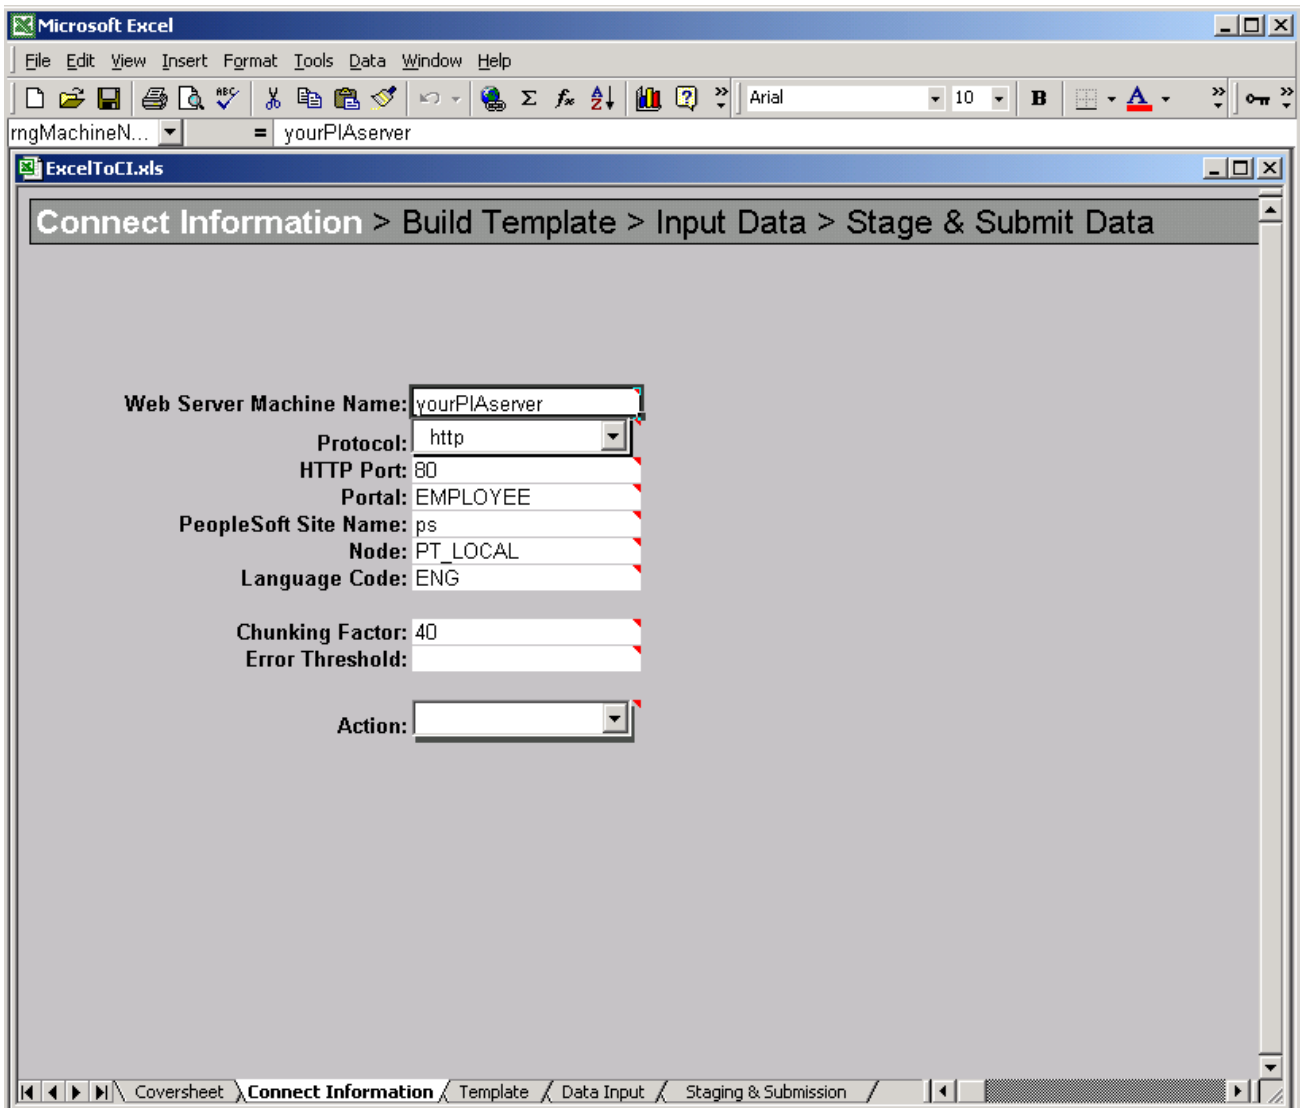 Microsoft Excel
File Edit View Insert Format Tools Data Window Help
ABC Σ fx A Z ? » Arial 10 B A » »
rngMachineN... = yourPIAserver
ExcelToCI.xls
Connect Information > Build Template > Input Data > Stage & Submit Data
Web Server Machine Name: yourPIAserver
Protocol: http
HTTP Port: 80
Portal: EMPLOYEE
PeopleSoft Site Name: ps
Node: PT_LOCAL
Language Code: ENG
Chunking Factor: 40
Error Threshold:
Action:
Coversheet Connect Information Template Data Input Staging & Submission